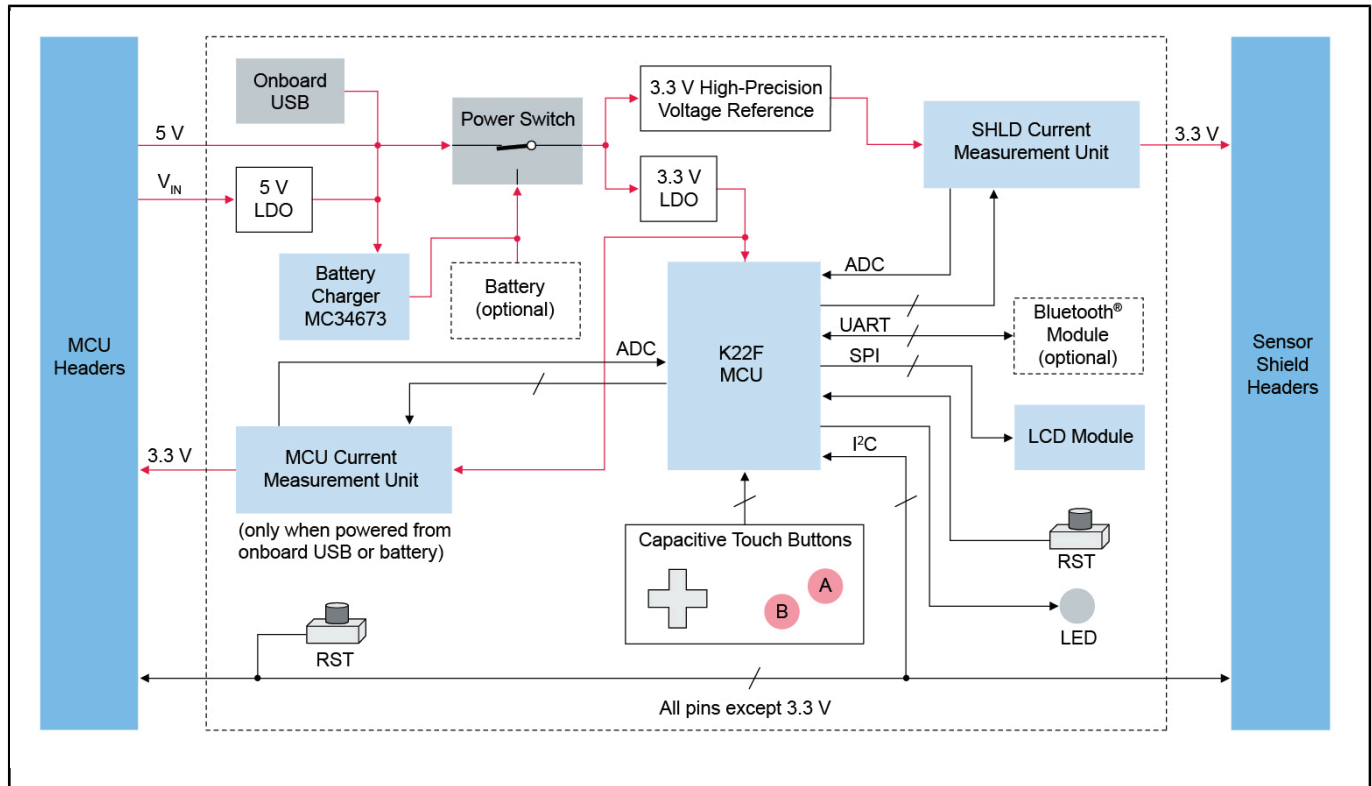 Onboard
USB
Power Switch
3.3 V High-Precision
Voltage Reference
SHLD Current
Measurement Unit
5 V
3.3 V
V_IN
5 V
LDO
3.3 V
LDO
Battery
Charger
MC34673
Battery
(optional)
ADC
Bluetooth®
Module
(optional)
UART
MCU
Headers
ADC
K22F
MCU
SPI
Sensor
Shield
Headers
LCD Module
I²C
3.3 V
MCU Current
Measurement Unit
(only when powered from
onboard USB or battery)
Capacitive Touch Buttons
A
B
RST
LED
RST
All pins except 3.3 V